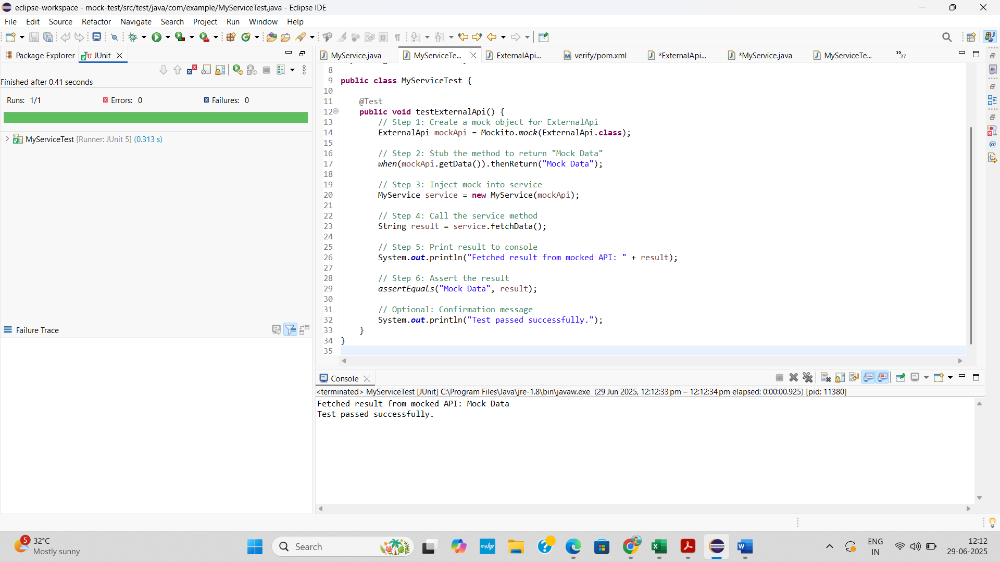 eclipse-workspace - mock-test/src/test/java/com/example/MyServiceTest.java - Eclipse IDE
File Edit Source Refactor Navigate Search Project Run Window Help
Package Explorer JUnit
Finished after 0.41 seconds
Runs: 1/1 Errors: 0 Failures: 0
MyServiceTest [Runner: JUnit 5] (0.313 s)
Failure Trace
MyService.java MyServiceTe... ExternalApi... verify/pom.xml *ExternalApi... *MyService.java MyServiceTe... »27
8
9 public class MyServiceTest {
10
11 @Test
12 public void testExternalApi() {
13 // Step 1: Create a mock object for ExternalApi
14 ExternalApi mockApi = Mockito.mock(ExternalApi.class);
15
16 // Step 2: Stub the method to return "Mock Data"
17 when(mockApi.getData()).thenReturn("Mock Data");
18
19 // Step 3: Inject mock into service
20 MyService service = new MyService(mockApi);
21
22 // Step 4: Call the service method
23 String result = service.fetchData();
24
25 // Step 5: Print result to console
26 System.out.println("Fetched result from mocked API: " + result);
27
28 // Step 6: Assert the result
29 assertEquals("Mock Data", result);
30
31 // Optional: Confirmation message
32 System.out.println("Test passed successfully.");
33 }
34 }
35
Console
<terminated> MyServiceTest [JUnit] C:\Program Files\Java\jre-1.8\bin\javaw.exe (29 Jun 2025, 12:12:33 pm – 12:12:34 pm elapsed: 0:00:00.925) [pid: 11380]
Fetched result from mocked API: Mock Data
Test passed successfully.
5
32°C
Mostly sunny
Search
myhp
ENG
IN
12:12
29-06-2025